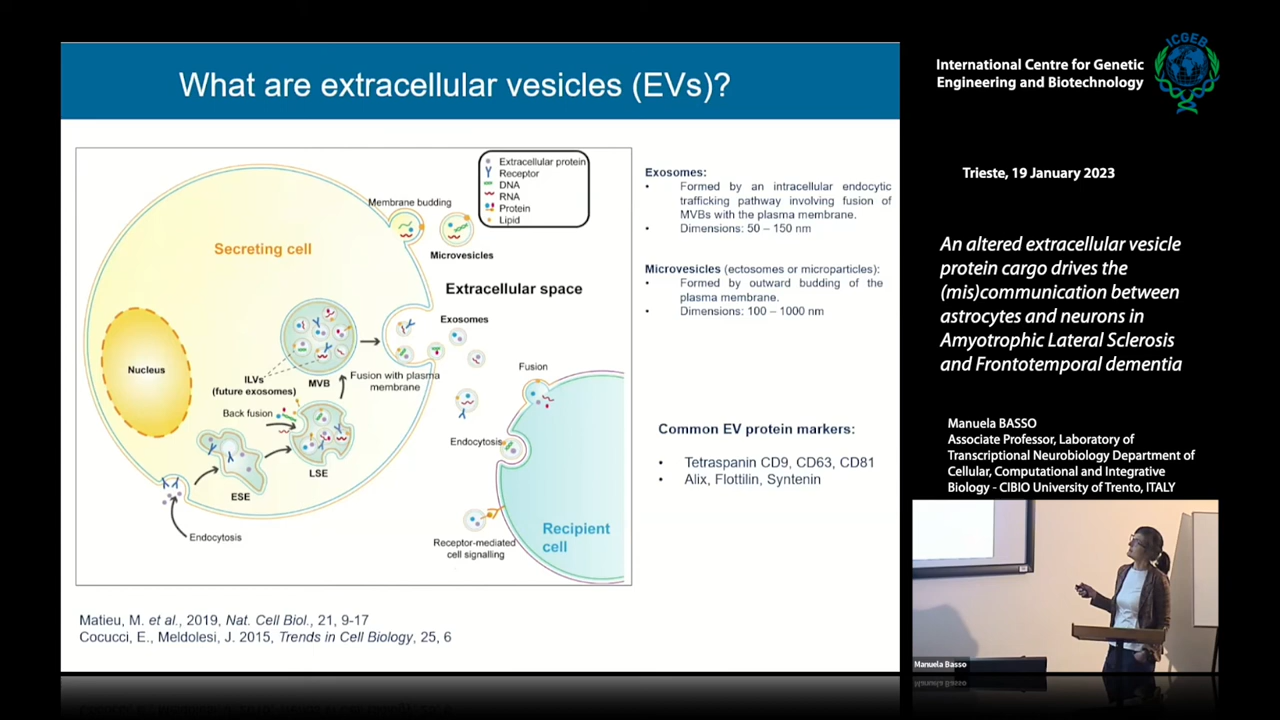 What are extracellular vesicles (EVs)?
Extracellular protein
Receptor
DNA
RNA
Protein
Lipid
Membrane budding
Microvesicles
Secreting cell
Extracellular space
Exosomes
Nucleus
ILVs
(future exosomes)
MVB
Fusion with plasma
membrane
Back fusion
LSE
ESE
Endocytosis
Fusion
Endocytosis
Receptor-mediated
cell signalling
Recipient
cell
Exosomes:
• Formed by an intracellular endocytic
trafficking pathway involving fusion of
MVBs with the plasma membrane.
• Dimensions: 50 – 150 nm
Microvesicles (ectosomes or microparticles):
• Formed by outward budding of the
plasma membrane.
• Dimensions: 100 – 1000 nm
Common EV protein markers:
• Tetraspanin CD9, CD63, CD81
• Alix, Flottilin, Syntenin
Matieu, M. et al., 2019, Nat. Cell Biol., 21, 9-17
Cocucci, E., Meldolesi, J. 2015, Trends in Cell Biology, 25, 6
International Centre for Genetic
Engineering and Biotechnology
ICGEB
Trieste, 19 January 2023
An altered extracellular vesicle
protein cargo drives the
(mis)communication between
astrocytes and neurons in
Amyotrophic Lateral Sclerosis
and Frontotemporal dementia
Manuela BASSO
Associate Professor, Laboratory of
Transcriptional Neurobiology Department of
Cellular, Computational and Integrative
Biology - CIBIO University of Trento, ITALY
Manuela Basso